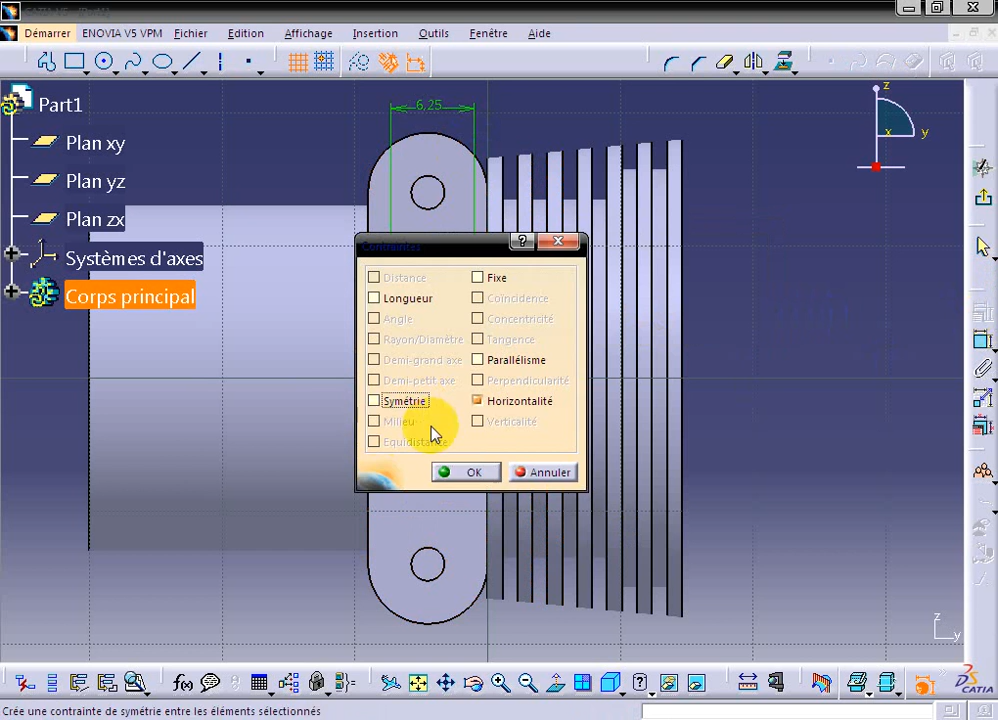 Démarrer ENOVIA V5 VPM Fichier Edition Affichage Insertion Outils Fenêtre Aide
Part1
Plan xy
Plan yz
Plan zx
Systèmes d'axes
Corps principal
6,25
z
y
x
Contraintes
Distance
Fixe
Longueur
Coïncidence
Angle
Concentricité
Rayon/Diamètre
Tangence
Demi-grand axe
Parallélisme
Demi-petit axe
Perpendicularité
Symétrie
Horizontalité
Milieu
Verticalité
Equidistante
OK
Annuler
z
y
f(x)
CATIA
Crée une contrainte de symétrie entre les éléments sélectionnés